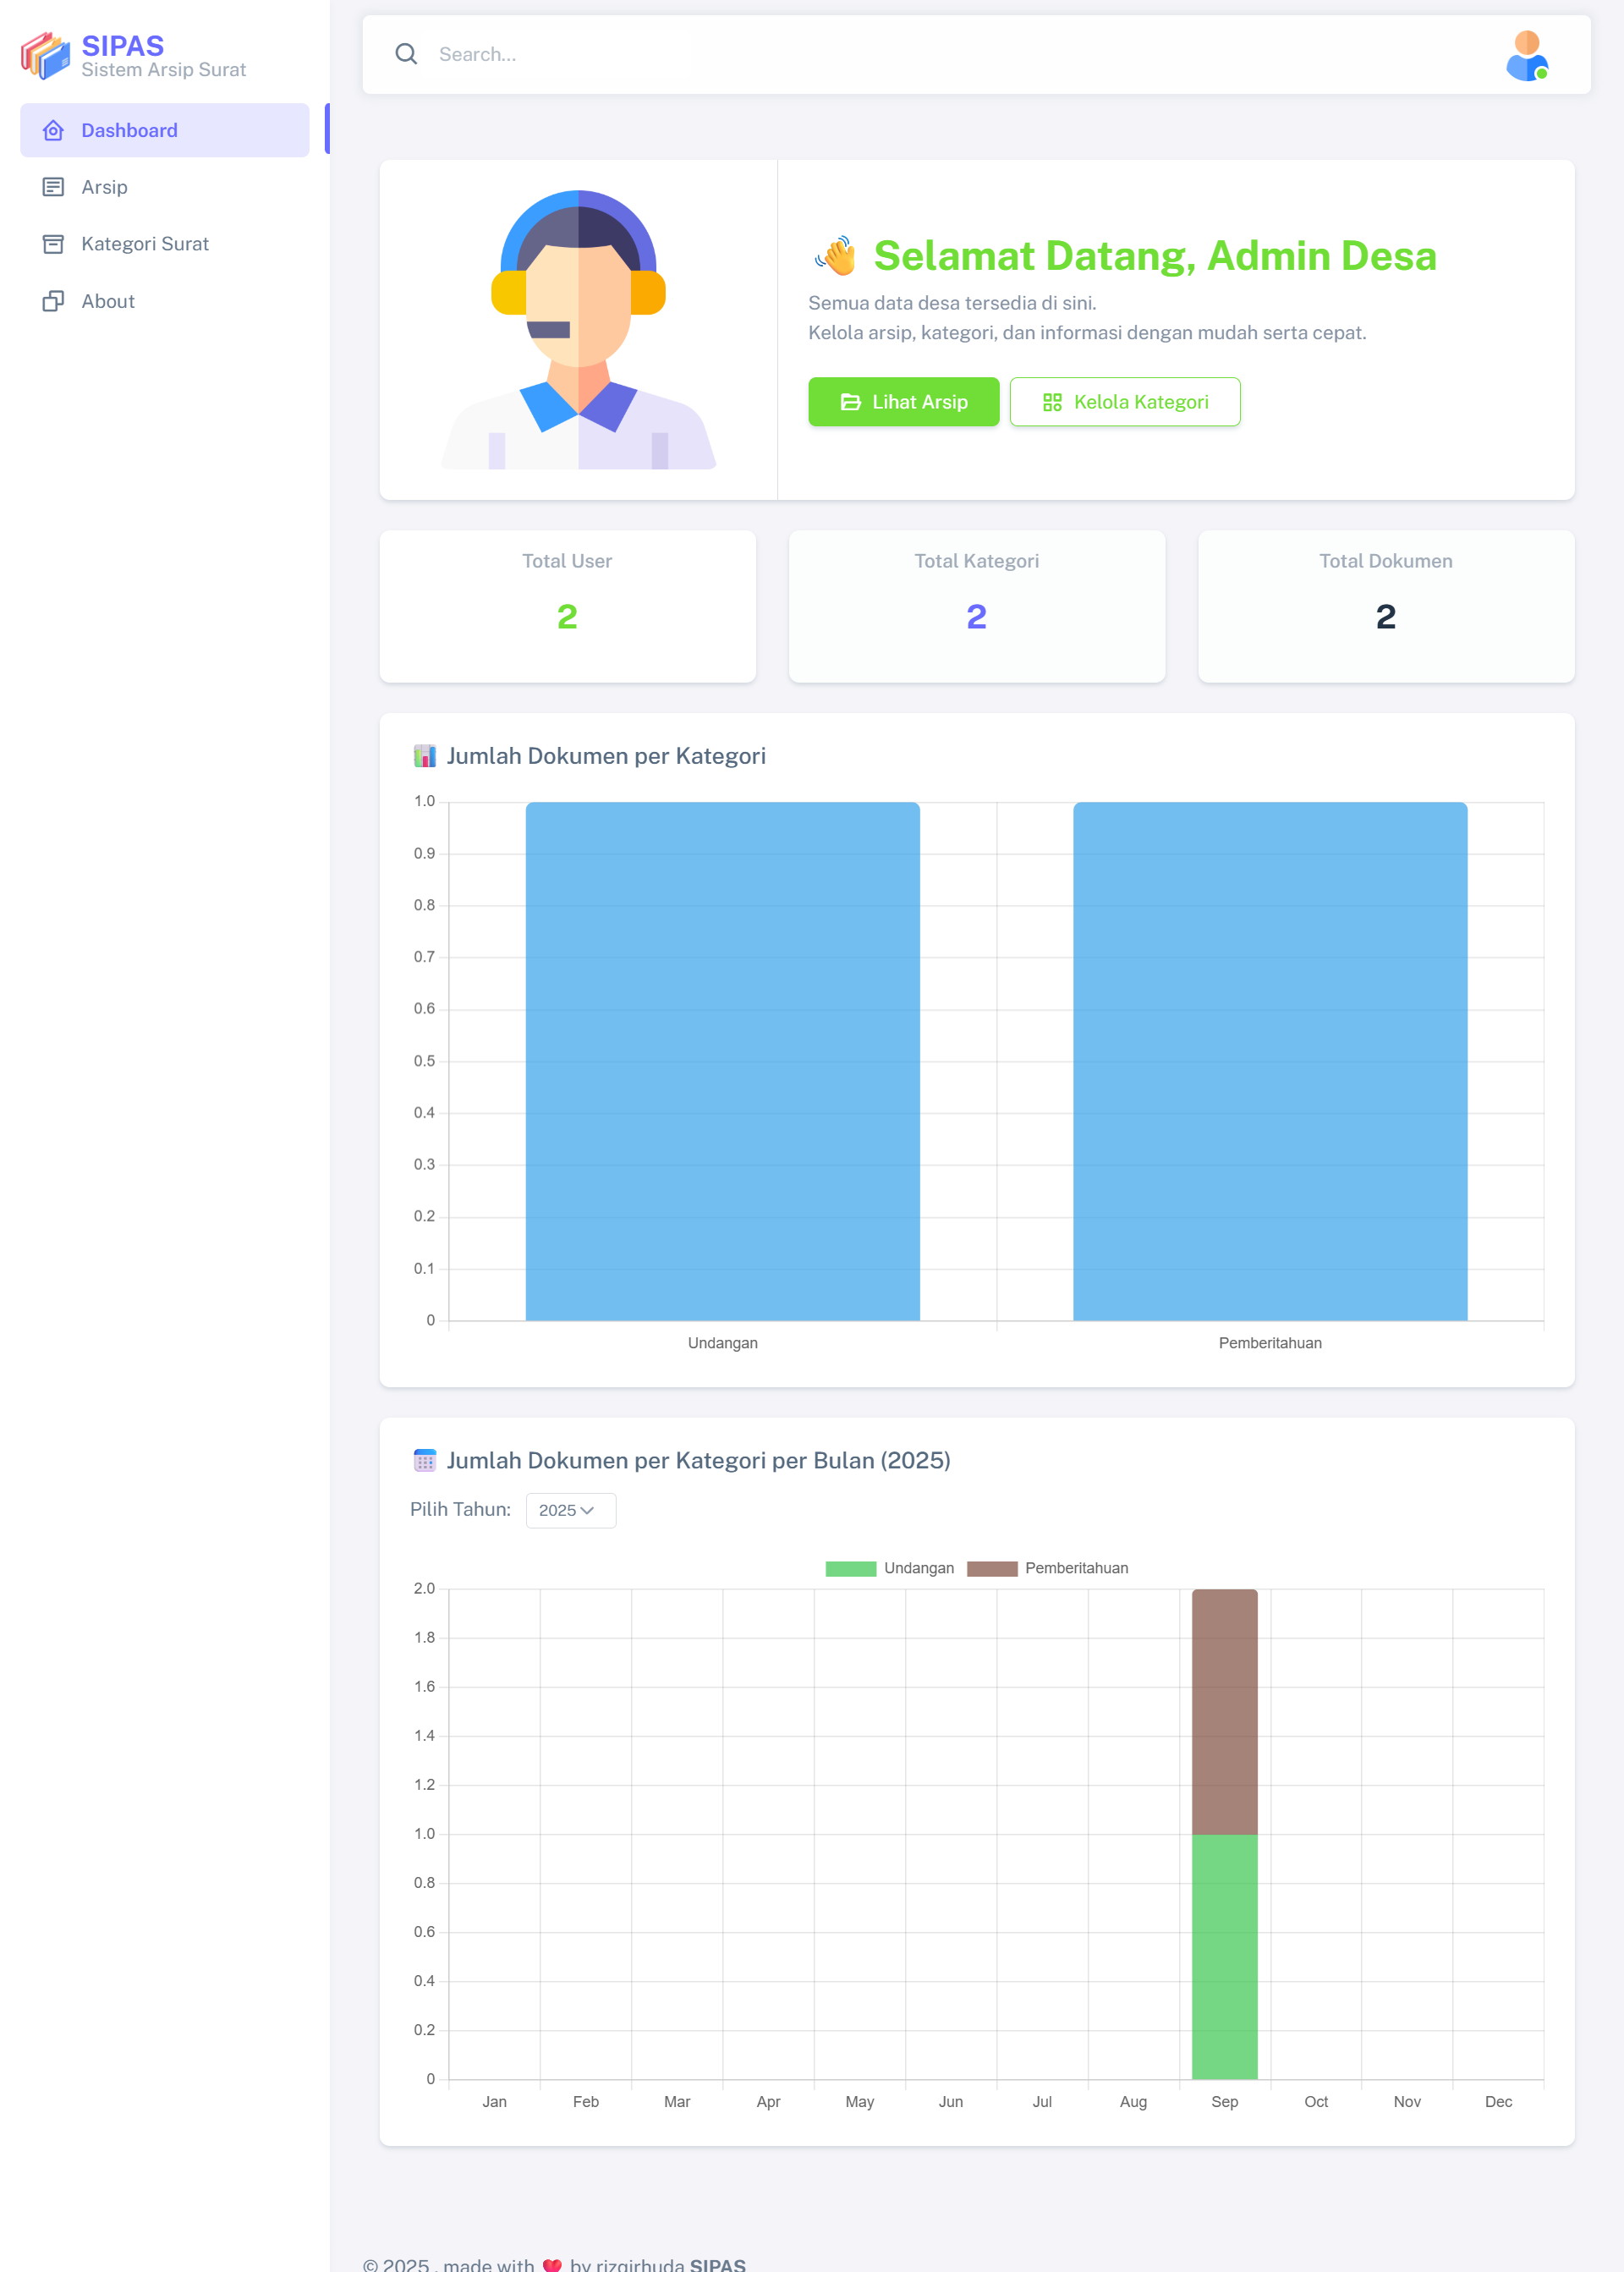 SIPAS
Sistem Arsip Surat
Dashboard
Arsip
Kategori Surat
About
Search...
Selamat Datang, Admin Desa
Semua data desa tersedia di sini.
Kelola arsip, kategori, dan informasi dengan mudah serta cepat.
Lihat Arsip
Kelola Kategori
Total User
2
Total Kategori
2
Total Dokumen
2
Jumlah Dokumen per Kategori
1.0
0.9
0.8
0.7
0.6
0.5
0.4
0.3
0.2
0.1
0
Undangan Pemberitahuan
Jumlah Dokumen per Kategori per Bulan (2025)
Pilih Tahun: 2025
Undangan Pemberitahuan
2.0
1.8
1.6
1.4
1.2
1.0
0.8
0.6
0.4
0.2
0
Jan Feb Mar Apr May Jun Jul Aug Sep Oct Nov Dec
© 2025 , made with ❤️ by rizqirhuda SIPAS